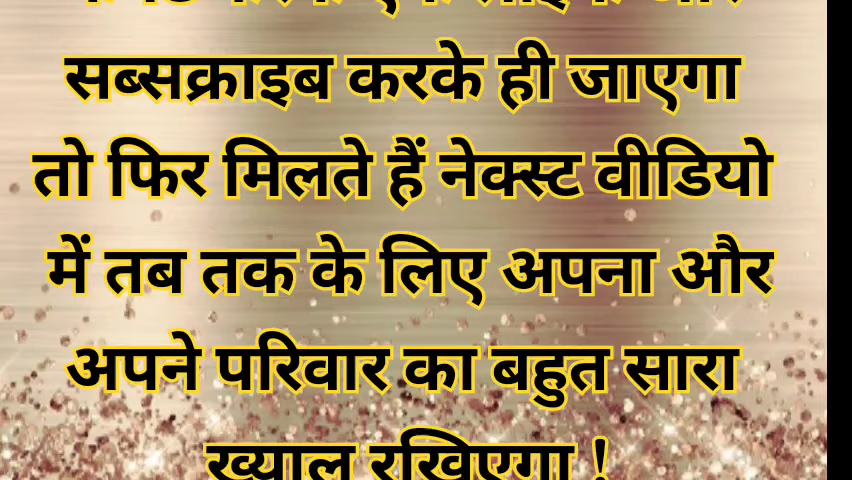 सब्सक्राइब करके ही जाएगा
तो फिर मिलते हैं नेक्स्ट वीडियो
में तब तक के लिए अपना और
अपने परिवार का बहुत सारा
ख्याल रखिएगा !